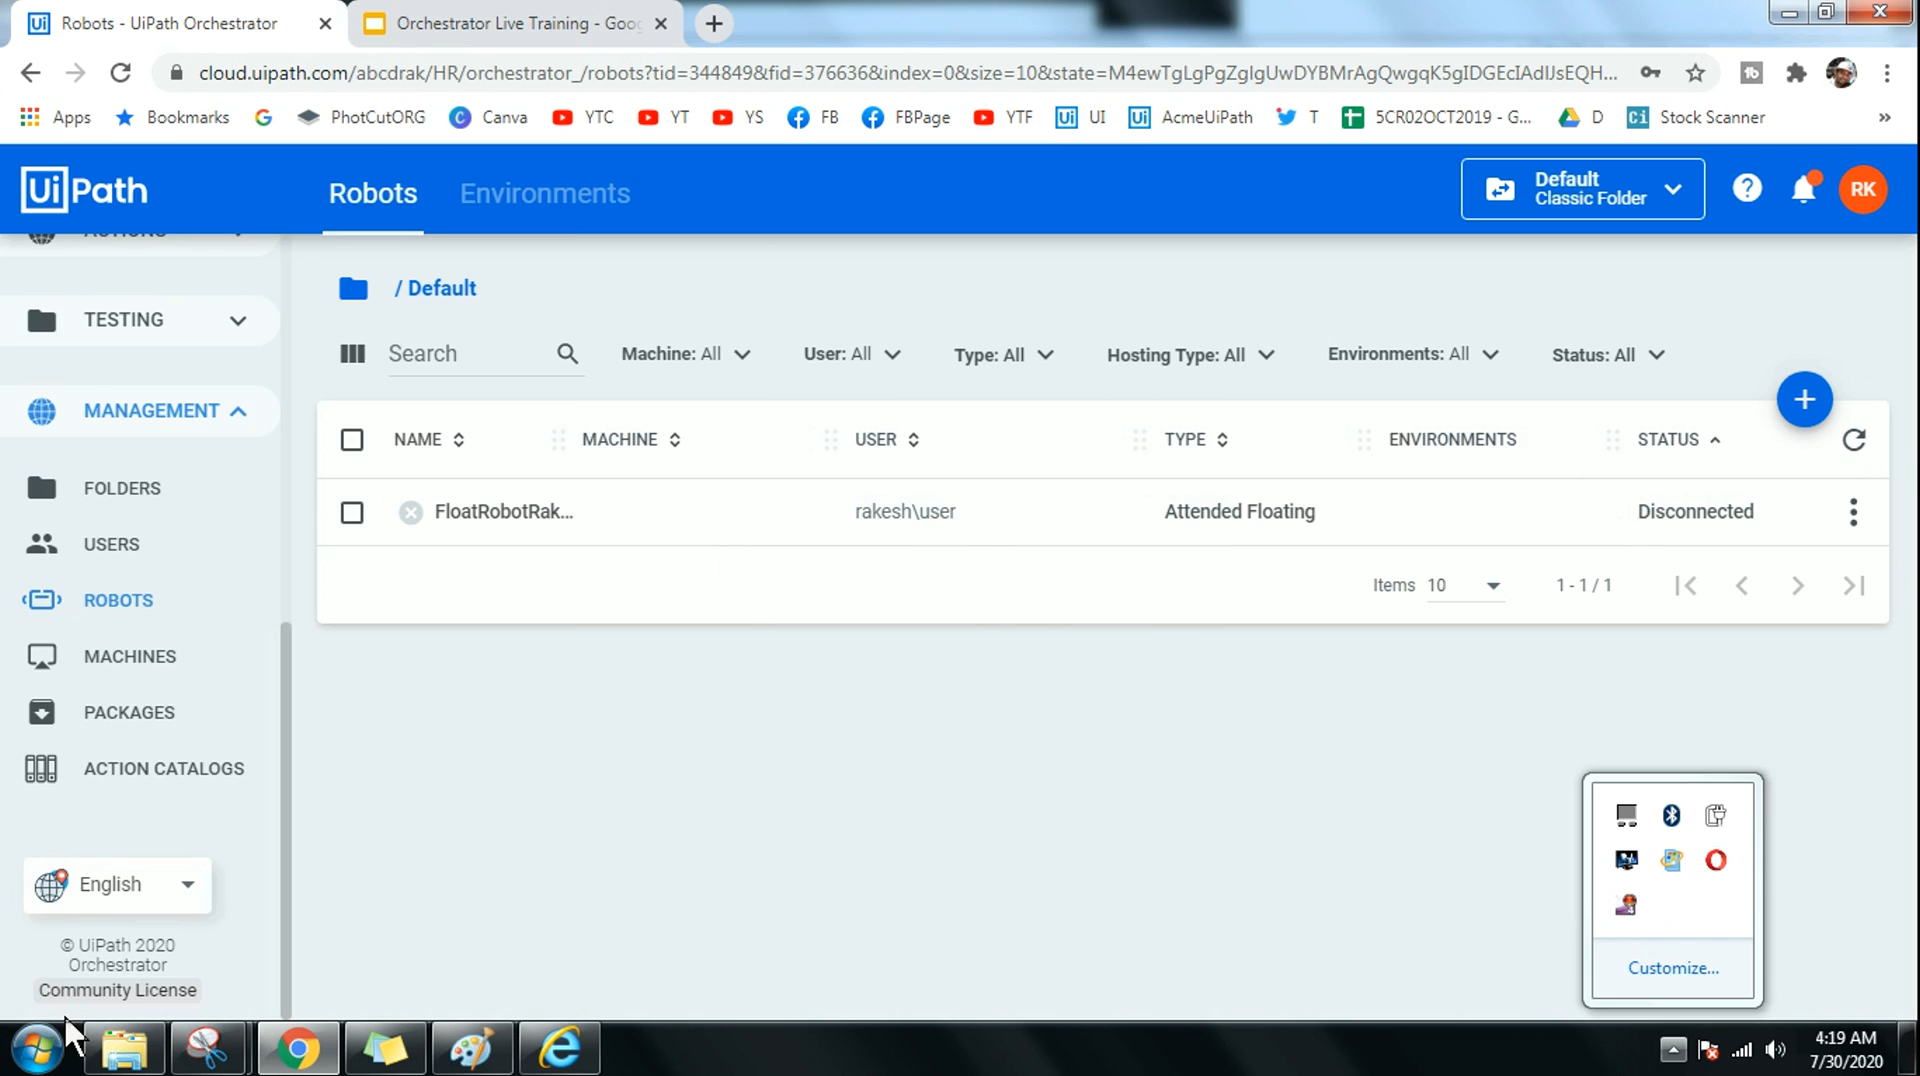 Robots - UiPath Orchestrator
Orchestrator Live Training - Goo
cloud.uipath.com/abcdrak/HR/orchestrator_/robots?tid=344849&fid=376636&index=0&size=10&state=M4ewTgLgPgZgIgUwDYBMrAgQwgqK5gIDGEcIAdIJsEQH...
Apps
Bookmarks
PhotCutORG
Canva
YTC
YT
YS
FB
FBPage
YTF
UI
AcmeUiPath
T
5CR02OCT2019 - G...
D
Stock Scanner
»
UiPath
Robots
Environments
Default
Classic Folder
RK
ACTIONS
TESTING
MANAGEMENT
FOLDERS
USERS
ROBOTS
MACHINES
PACKAGES
ACTION CATALOGS
English
© UiPath 2020
Orchestrator
Community License
/ Default
Search
Machine: All
User: All
Type: All
Hosting Type: All
Environments: All
Status: All
NAME
MACHINE
USER
TYPE
ENVIRONMENTS
STATUS
FloatRobotRak...
rakesh\user
Attended Floating
Disconnected
Items 10
1 - 1 / 1
Customize...
4:19 AM
7/30/2020